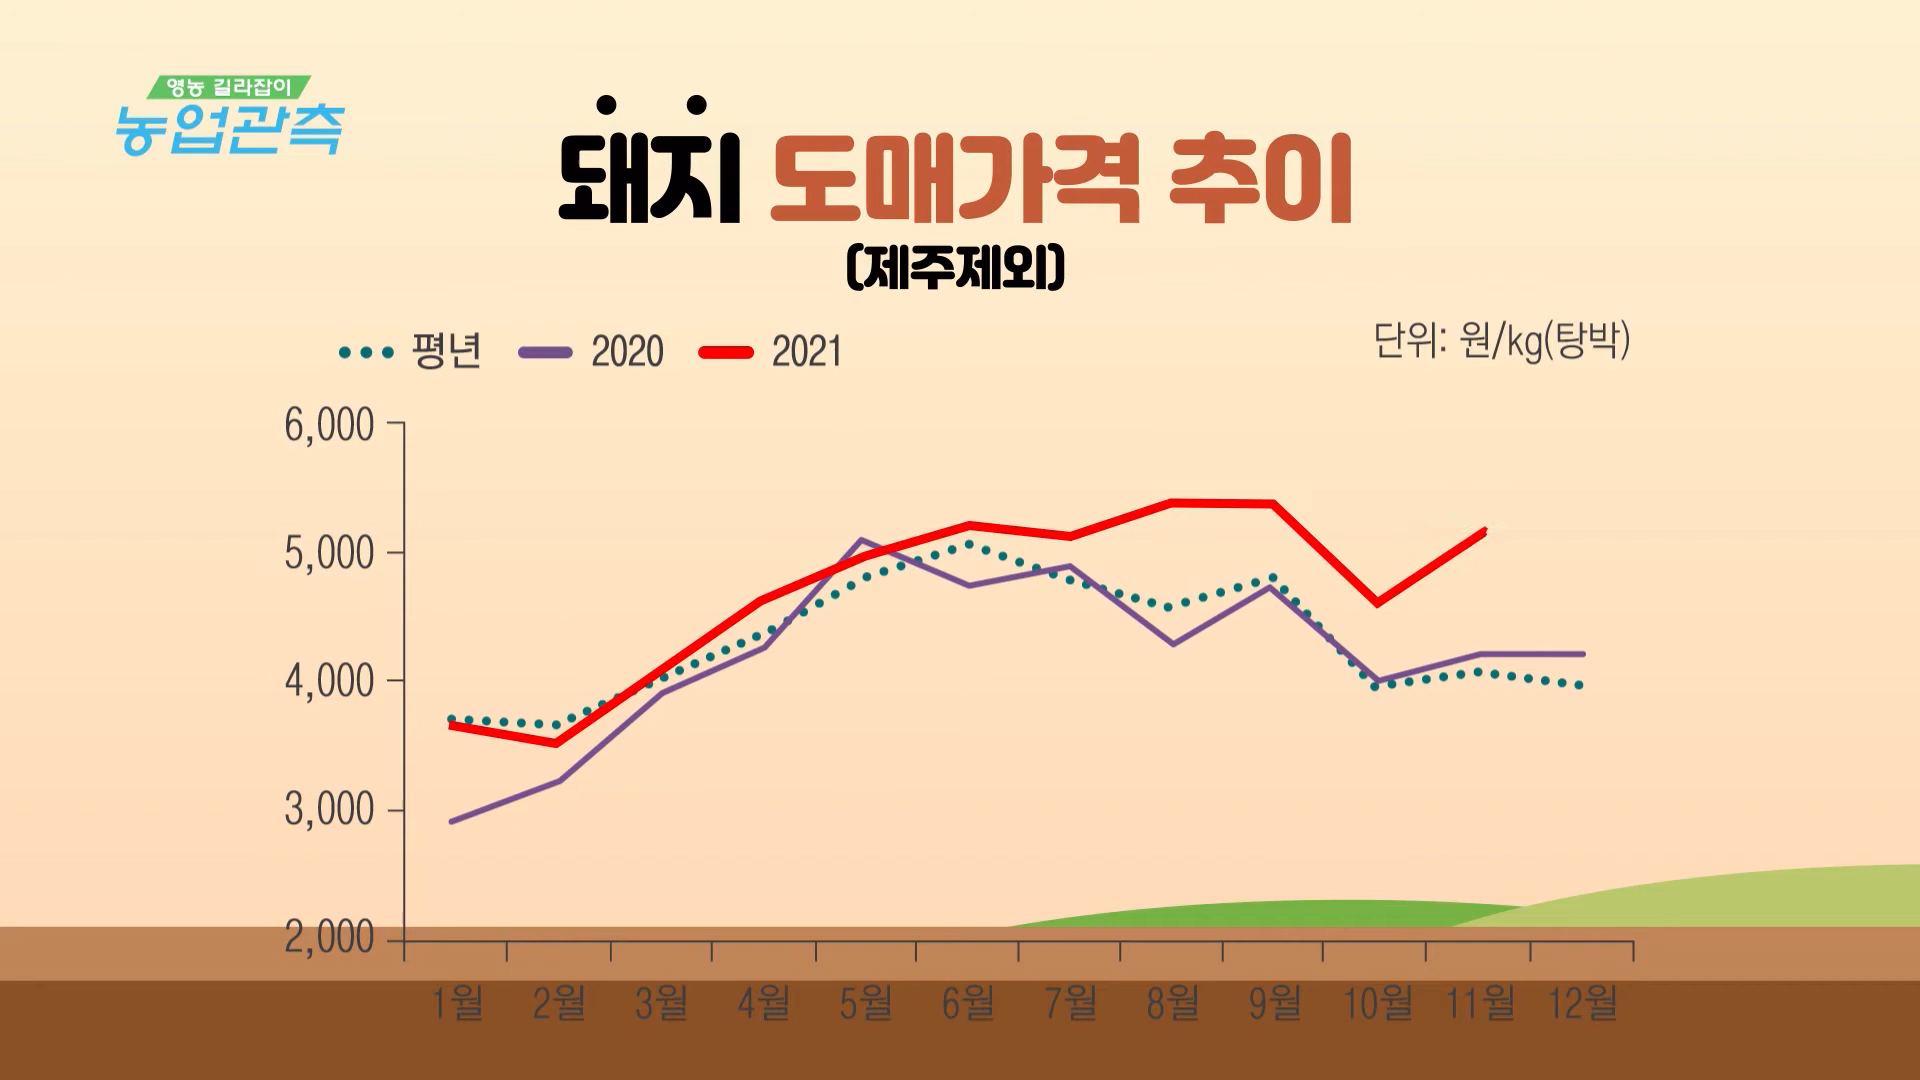 영농 길라잡이
농업관측
돼지 도매가격 추이
(제주제외)
평년 2020 2021
단위: 원/kg(탕박)
6,000
5,000
4,000
3,000
2,000
1월 2월 3월 4월 5월 6월 7월 8월 9월 10월 11월 12월